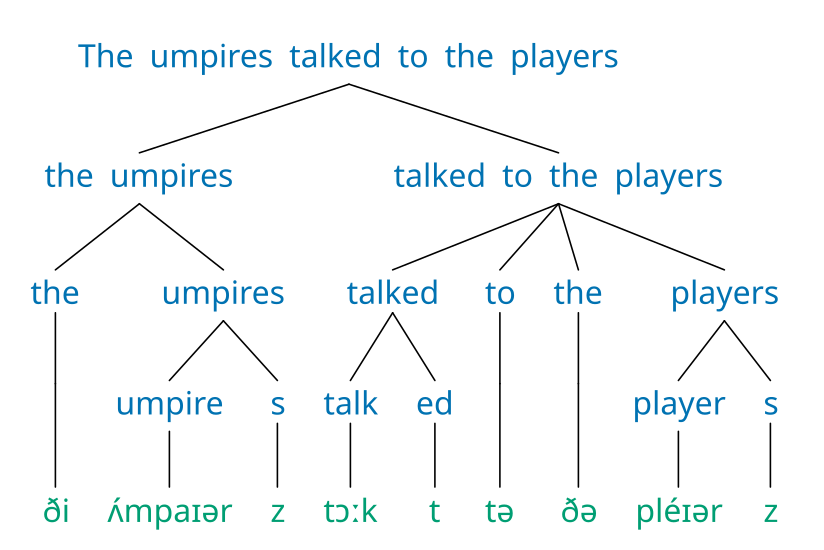 The umpires talked to the players
the umpires talked to the players
the umpires talked to the players
umpire s talk ed player s
ði ʌ́mpaɪər z tɔːk t tə ðə pléɪər z